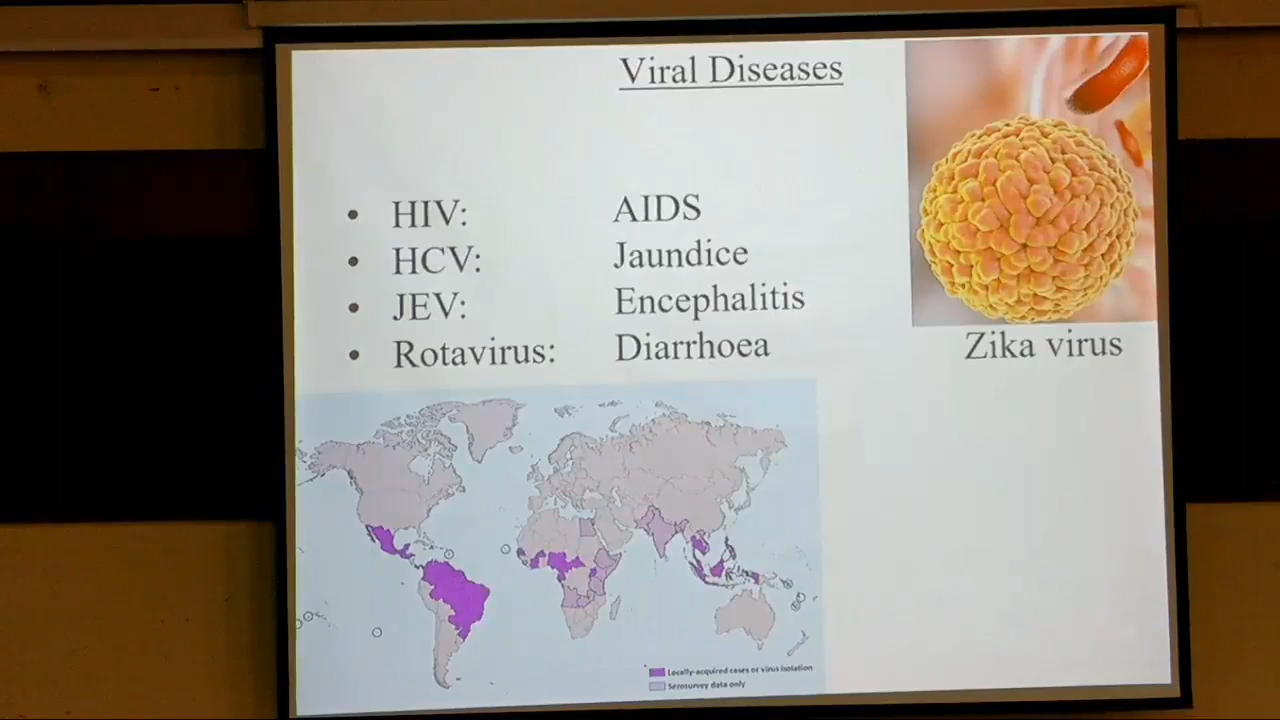 Viral Diseases
• HIV: AIDS
• HCV: Jaundice
• JEV: Encephalitis
• Rotavirus: Diarrhoea
Zika virus
Locally-acquired cases or virus isolation
Serosurvey data only